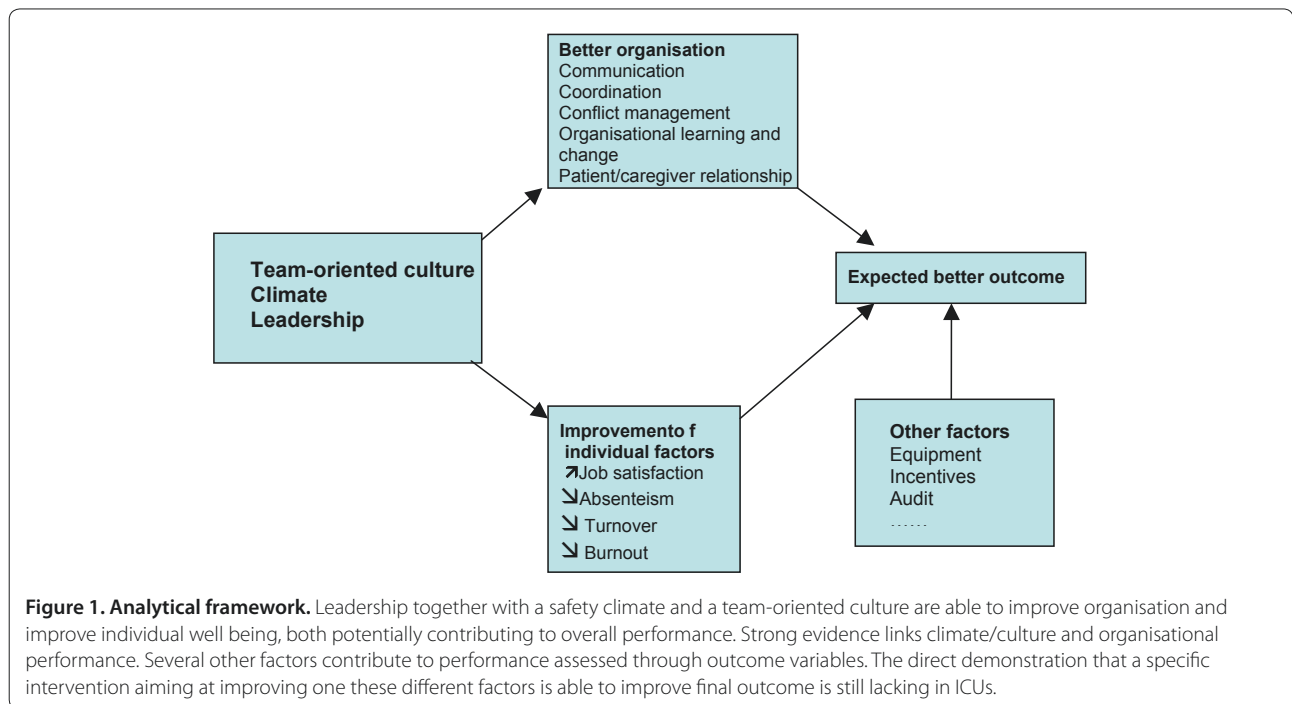 Better organisation
Communication
Coordination
Conflict management
Organisational learning and
change
Patient/caregiver relationship
Team-oriented culture
Climate
Leadership
Expected better outcome
Improvemento f
individual factors
↗Job satisfaction
↘Absenteism
↘ Turnover
↘ Burnout
Other factors
Equipment
Incentives
Audit
……
Figure 1. Analytical framework. Leadership together with a safety climate and a team-oriented culture are able to improve organisation and
improve individual well being, both potentially contributing to overall performance. Strong evidence links climate/culture and organisational
performance. Several other factors contribute to performance assessed through outcome variables. The direct demonstration that a specific
intervention aiming at improving one these different factors is able to improve final outcome is still lacking in ICUs.